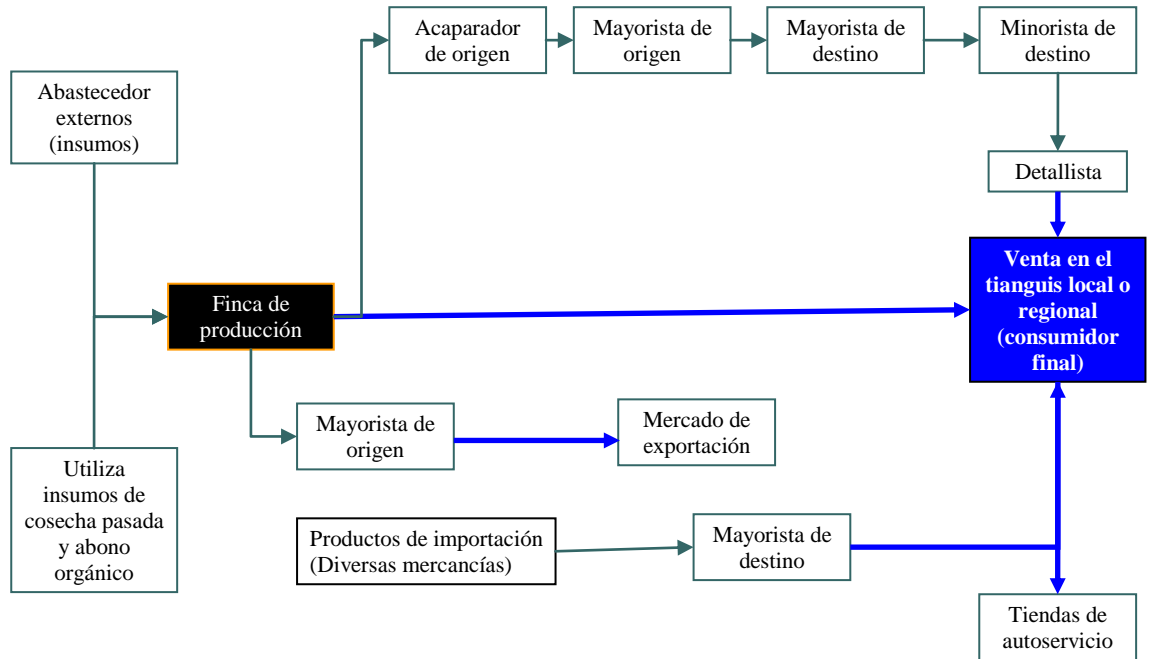 Acaparador
de origen
Mayorista de
origen
Mayorista de
destino
Minorista de
destino
Abastecedor
externos
(insumos)
Detallista
Venta en el
tianguis local o
regional
(consumidor
final)
Finca de
producción
Mayorista de
origen
Mercado de
exportación
Utiliza
insumos de
cosecha pasada
y abono
orgánico
Productos de importación
(Diversas mercancías)
Mayorista de
destino
Tiendas de
autoservicio